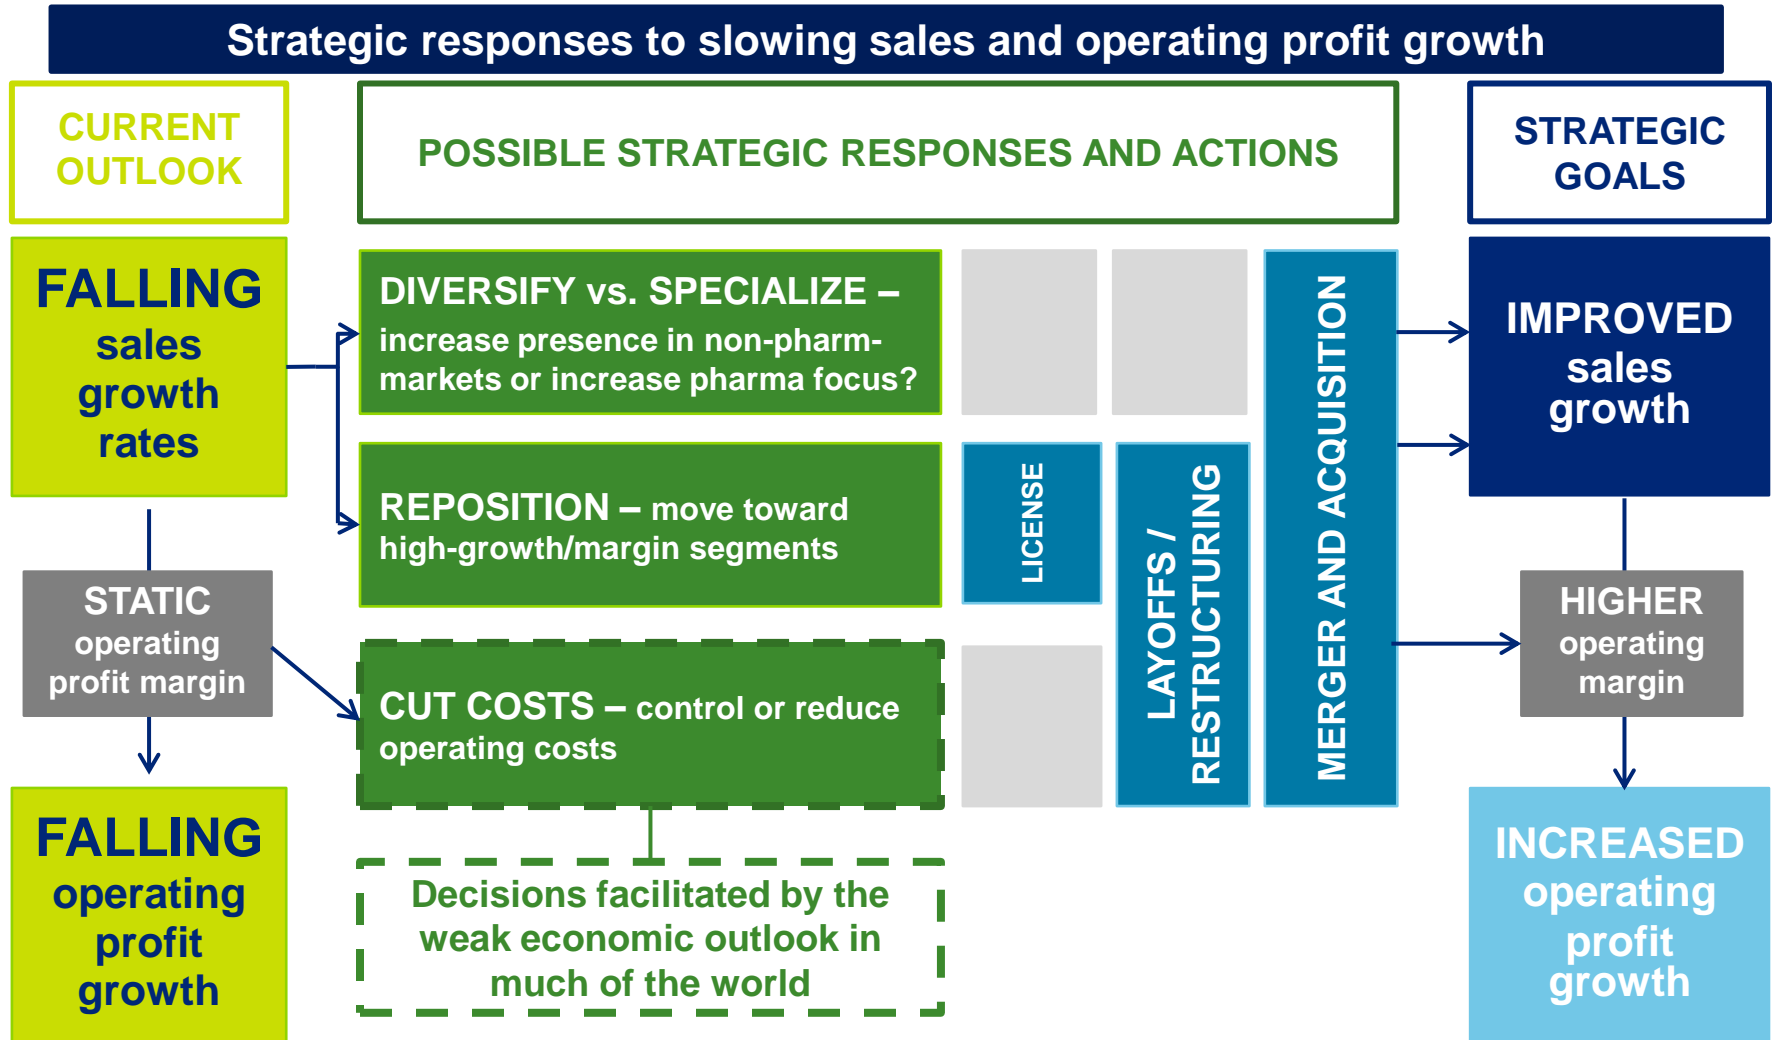 Strategic responses to slowing sales and operating profit growth
CURRENT
OUTLOOK
POSSIBLE STRATEGIC RESPONSES AND ACTIONS
STRATEGIC
GOALS
FALLING
sales
growth
rates
STATIC
operating
profit margin
FALLING
operating
profit
growth
DIVERSIFY vs. SPECIALIZE –
increase presence in non-pharm-
markets or increase pharma focus?
REPOSITION – move toward
high-growth/margin segments
CUT COSTS – control or reduce
operating costs
Decisions facilitated by the
weak economic outlook in
much of the world
LICENSE
LAYOFFS /
RESTRUCTURING
MERGER AND ACQUISITION
IMPROVED
sales
growth
HIGHER
operating
margin
INCREASED
operating
profit
growth